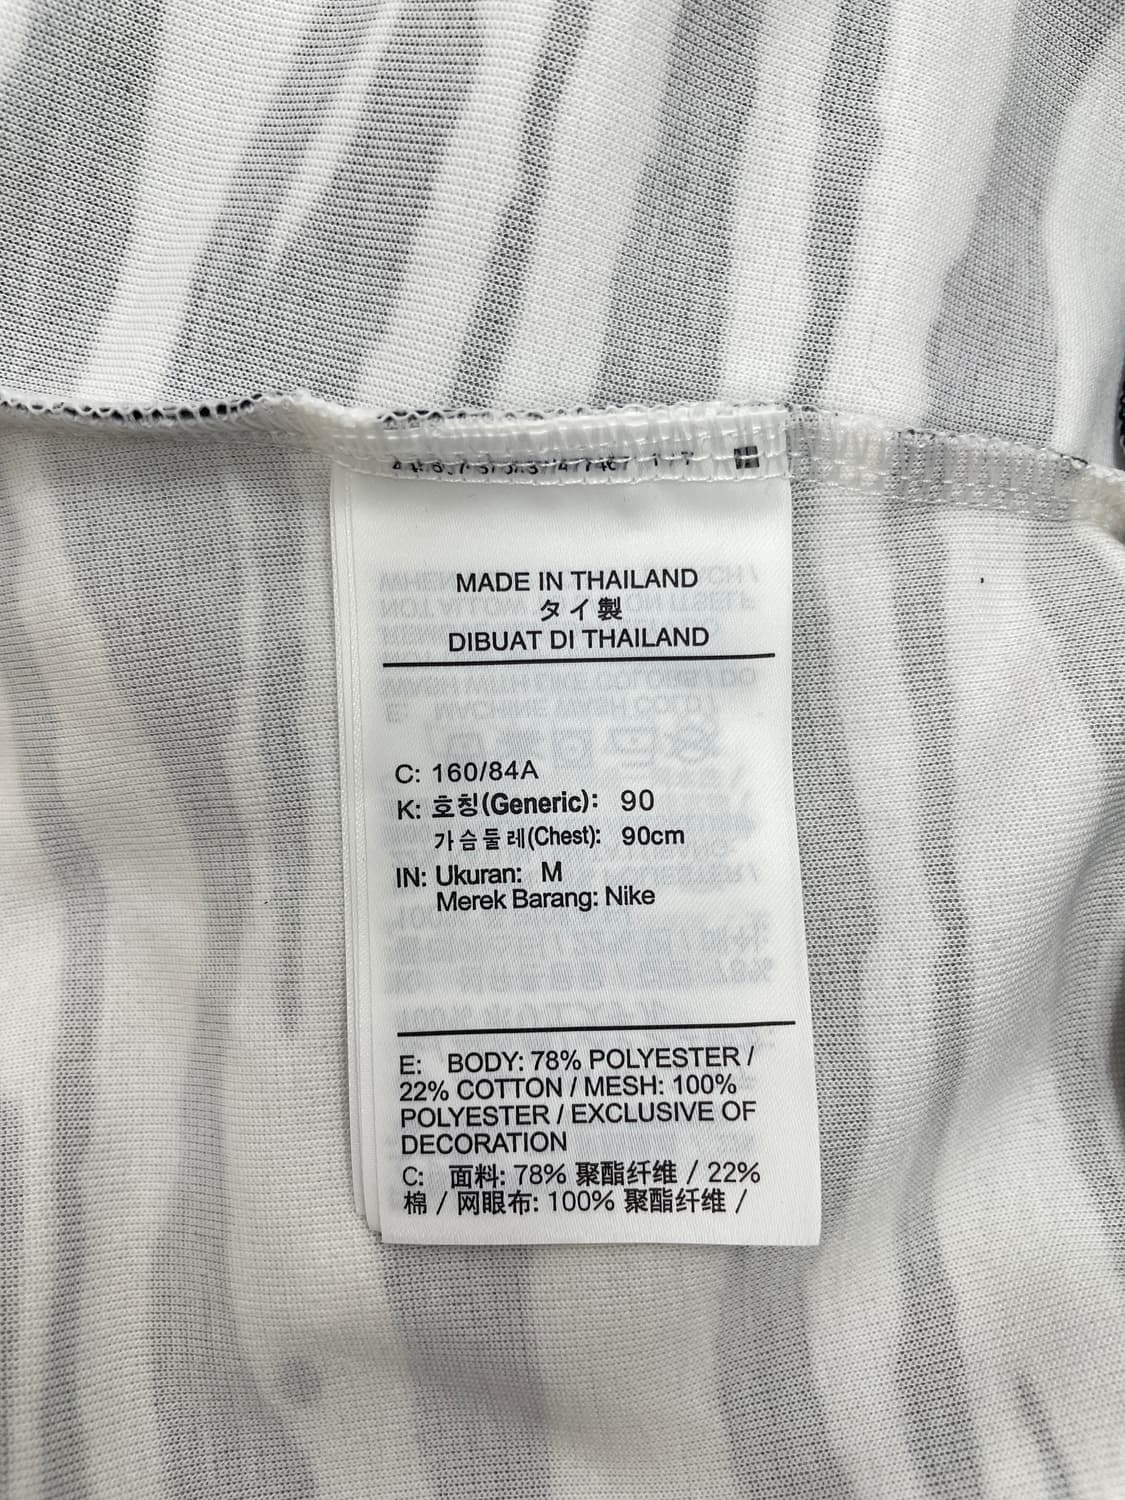 MADE IN THAILAND
タイ製
DIBUAT DI THAILAND
C: 160/84A
K: 호칭(Generic): 90
가슴둘레(Chest): 90cm
IN: Ukuran: M
Merek Barang: Nike
E: BODY: 78% POLYESTER /
22% COTTON / MESH: 100%
POLYESTER / EXCLUSIVE OF
DECORATION
C: 面料: 78% 聚酯纤维 / 22%
棉 / 网眼布: 100% 聚酯纤维 /